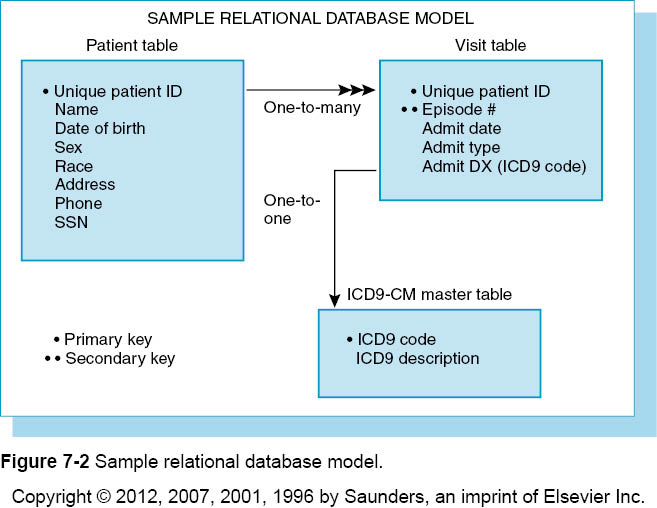 SAMPLE RELATIONAL DATABASE MODEL
Patient table
• Unique patient ID
Name
Date of birth
Sex
Race
Address
Phone
SSN
One-to-many
Visit table
• Unique patient ID
•• Episode #
Admit date
Admit type
Admit DX (ICD9 code)
One-to-
one
ICD9-CM master table
• ICD9 code
ICD9 description
• Primary key
•• Secondary key
Figure 7-2 Sample relational database model.
Copyright © 2012, 2007, 2001, 1996 by Saunders, an imprint of Elsevier Inc.